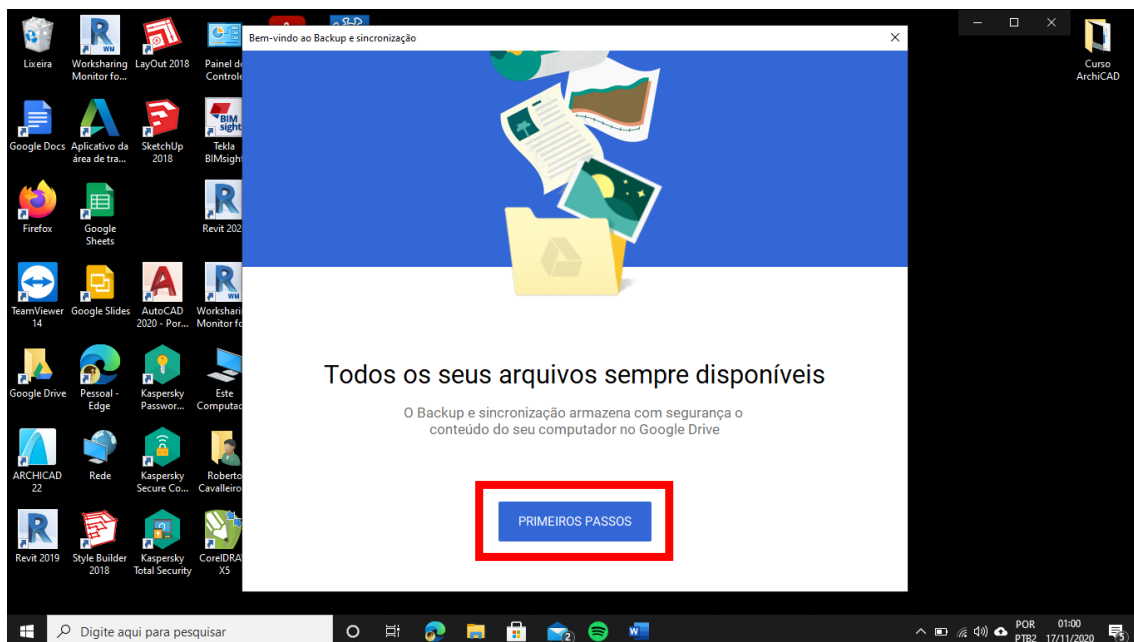 Bem-vindo ao Backup e sincronização
Lixeira
Worksharing
Monitor fo...
LayOut 2018
Painel de
Controle
Curso
ArchiCAD
Google Docs
Aplicativo da
área de tra...
SketchUp
2018
BIM
sight
Tekla
BIMsight
Firefox
Google
Sheets
Revit 202
TeamViewer
14
Google Slides
AutoCAD
2020 - Por...
Workshari
Monitor fo
Google Drive
Pessoal -
Edge
Kaspersky
Passwor...
Este
Computad
ARCHICAD
22
Rede
Kaspersky
Secure Co...
Roberto
Cavalleiro
Revit 2019
Style Builder
2018
Kaspersky
Total Security
CorelDRA
X5
Todos os seus arquivos sempre disponíveis
O Backup e sincronização armazena com segurança o
conteúdo do seu computador no Google Drive
PRIMEIROS PASSOS
Digite aqui para pesquisar
2
POR
PTB2
01:00
17/11/2020
5